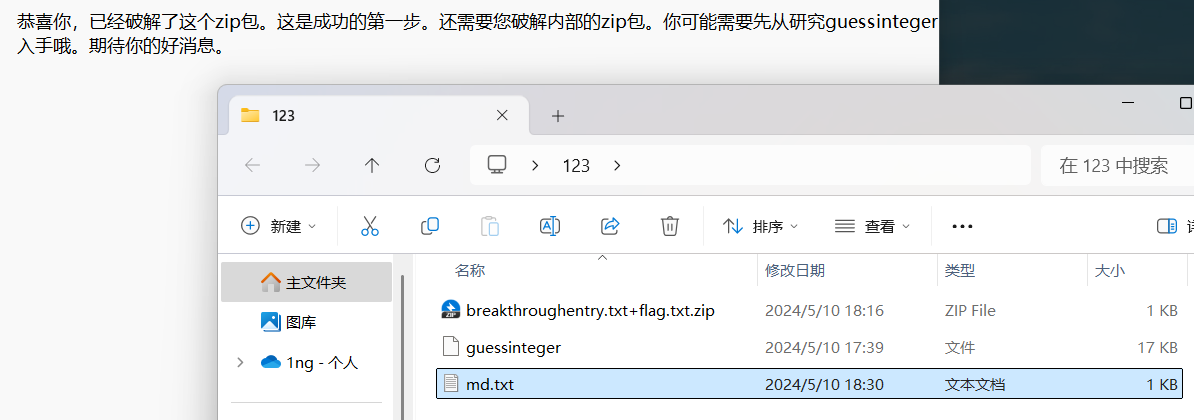 恭喜你，已经破解了这个zip包。这是成功的第一步。还需要您破解内部的zip包。你可能需要先从研究guessinteger
入手哦。期待你的好消息。
123
123
在 123 中搜索
新建
排序
查看
名称
修改日期
类型
大小
主文件夹
breakthroughentry.txt+flag.txt.zip
2024/5/10 18:16
ZIP File
1 KB
图库
guessinteger
2024/5/10 17:39
文件
17 KB
1ng - 个人
md.txt
2024/5/10 18:30
文本文档
1 KB